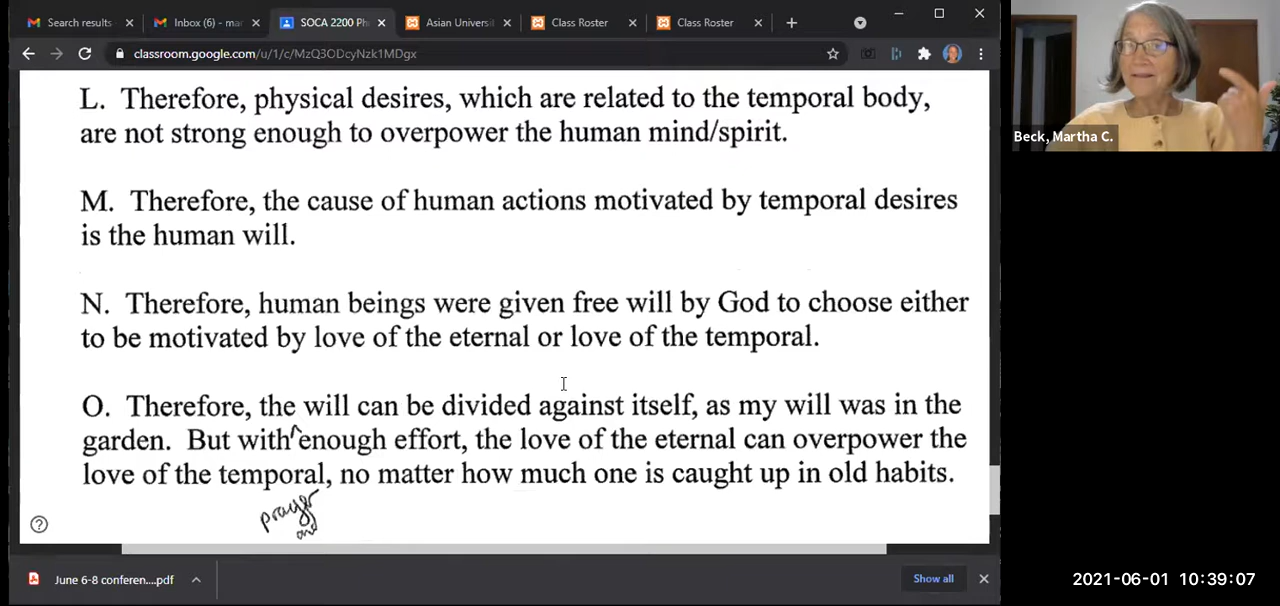 Search results
Inbox (6) - mar
SOCA 2200 Ph
Asian Universit
Class Roster
Class Roster
classroom.google.com/u/1/c/MzQ3ODcyNzk1MDgx
L. Therefore, physical desires, which are related to the temporal body,
are not strong enough to overpower the human mind/spirit.
M. Therefore, the cause of human actions motivated by temporal desires
is the human will.
N. Therefore, human beings were given free will by God to choose either
to be motivated by love of the eternal or love of the temporal.
O. Therefore, the will can be divided against itself, as my will was in the
garden. But with^enough effort, the love of the eternal can overpower the
love of the temporal, no matter how much one is caught up in old habits.
prayer
and
June 6-8 conferen....pdf
Show all
Beck, Martha C.
2021-06-01 10:39:07